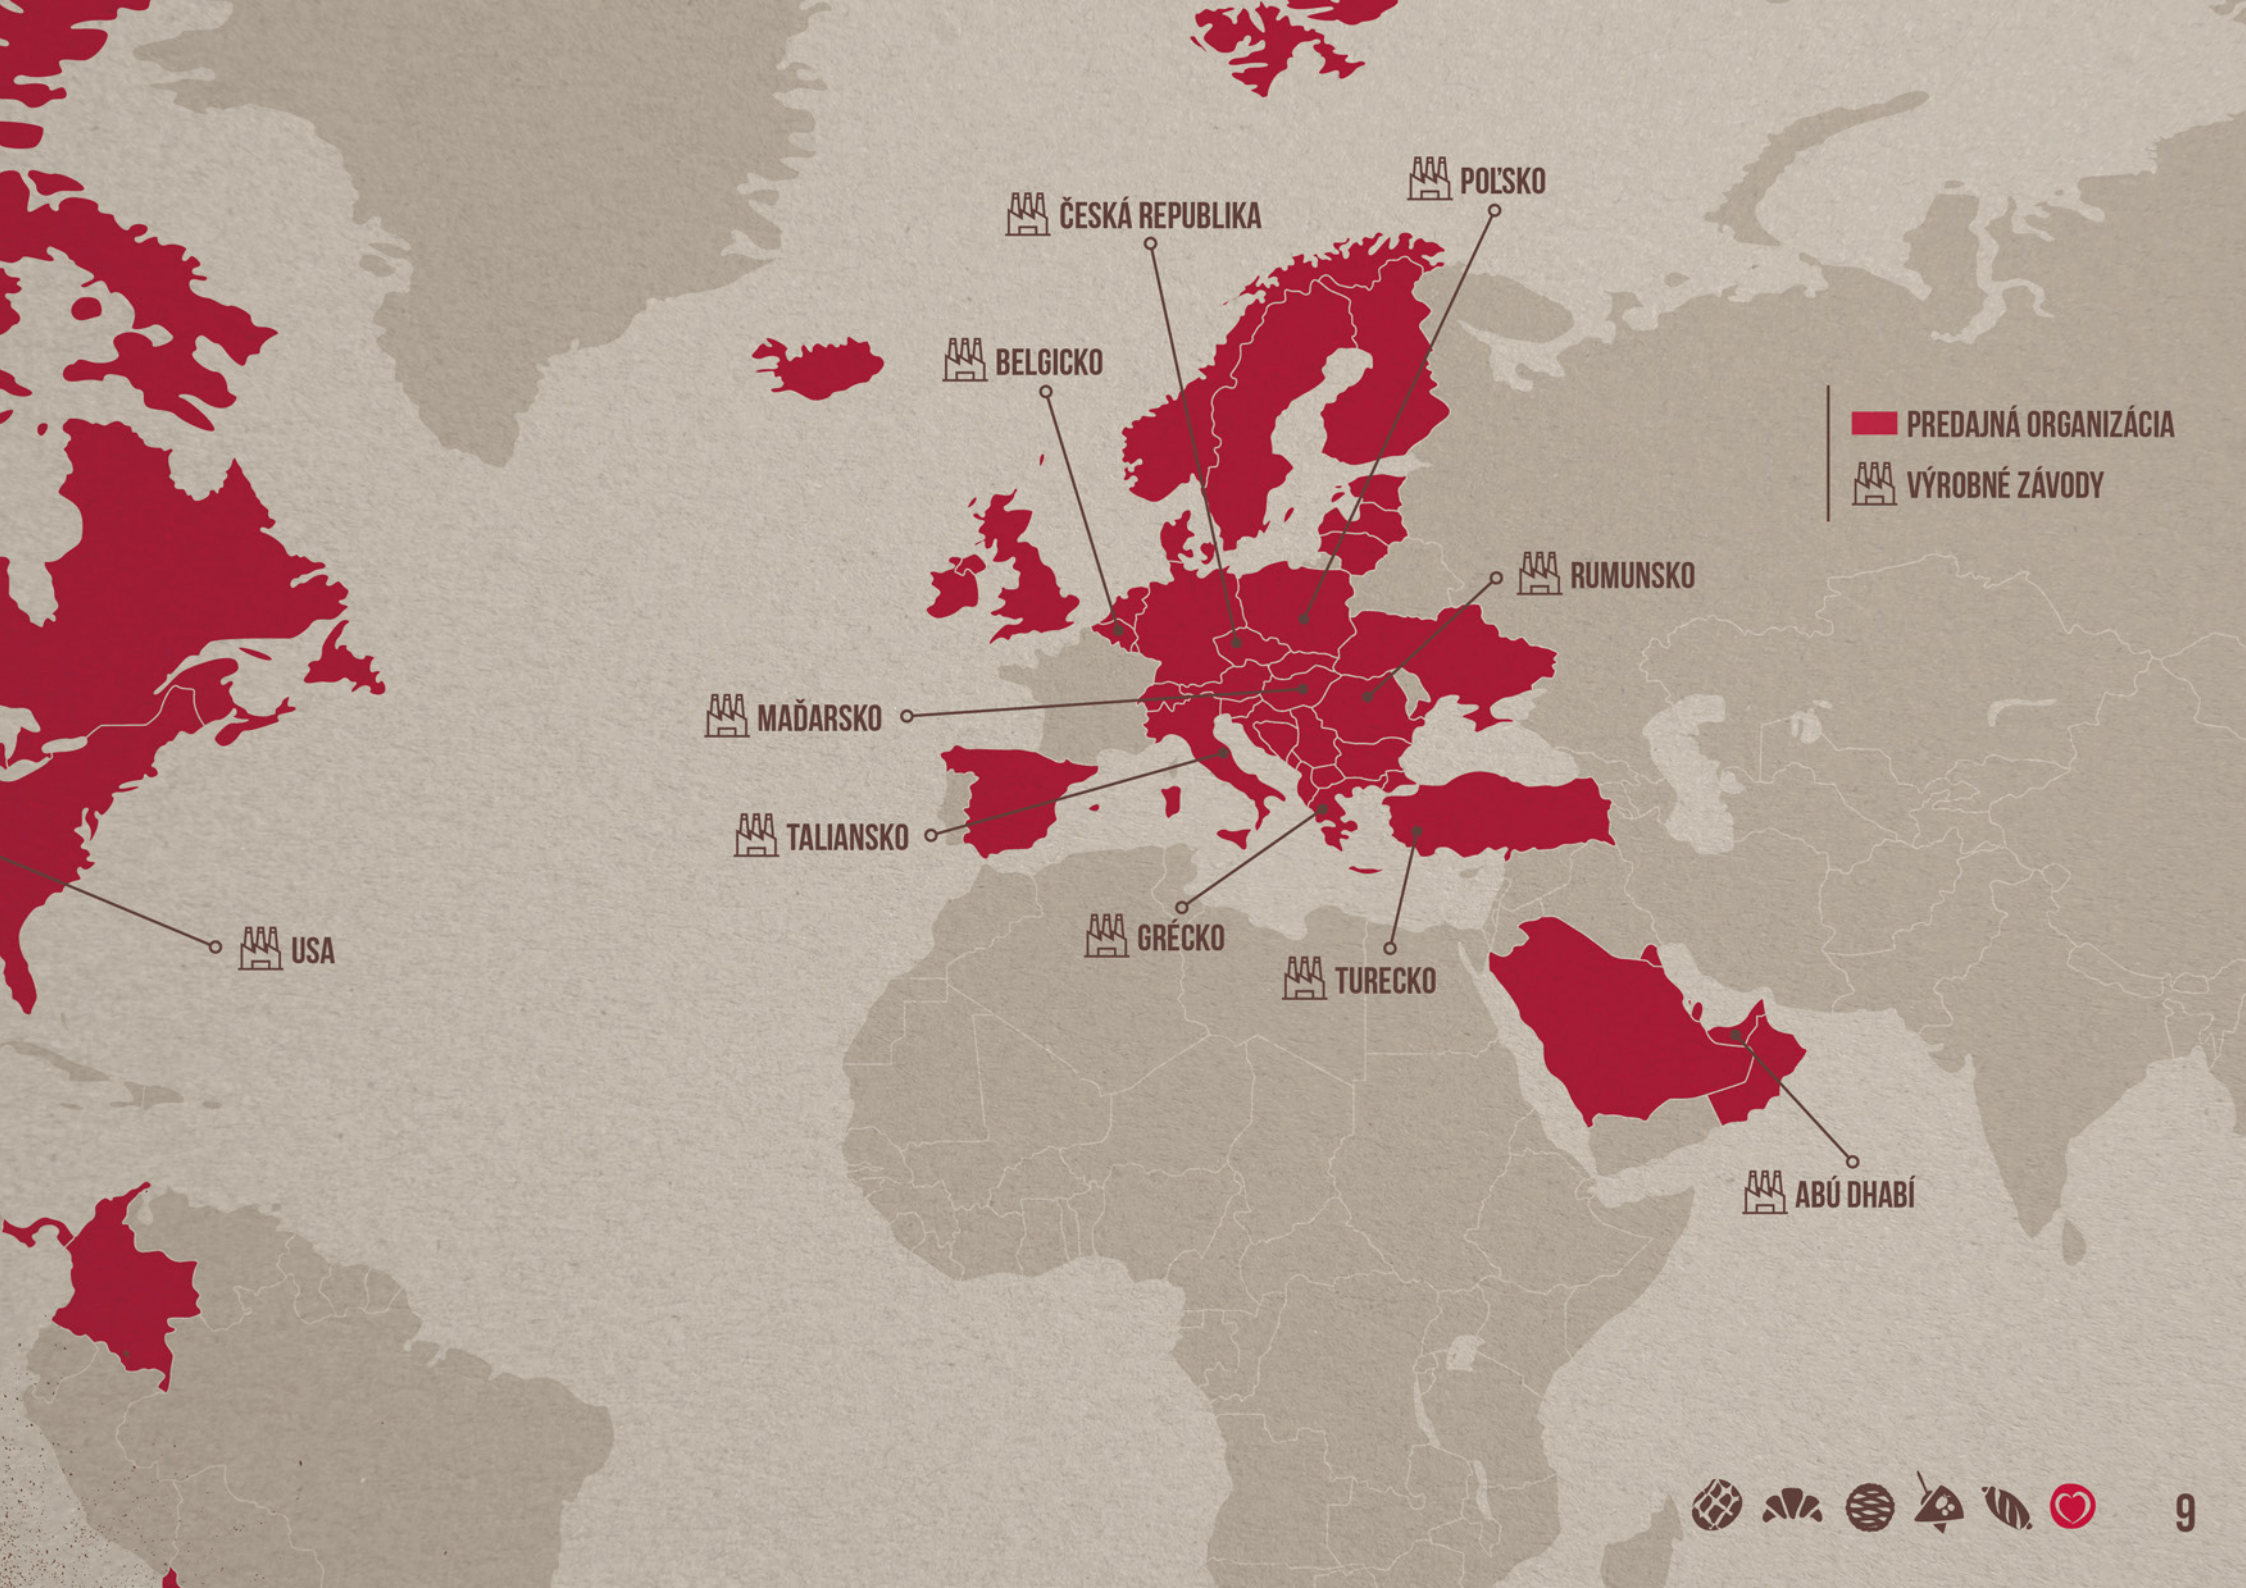 POĽSKO
ČESKÁ REPUBLIKA
BELGICKO
PREDAJNÁ ORGANIZÁCIA
VÝROBNÉ ZÁVODY
RUMUNSKO
MAĎARSKO
TALIANSKO
GRÉCKO
USA
TURECKO
ABÚ DHABÍ
9